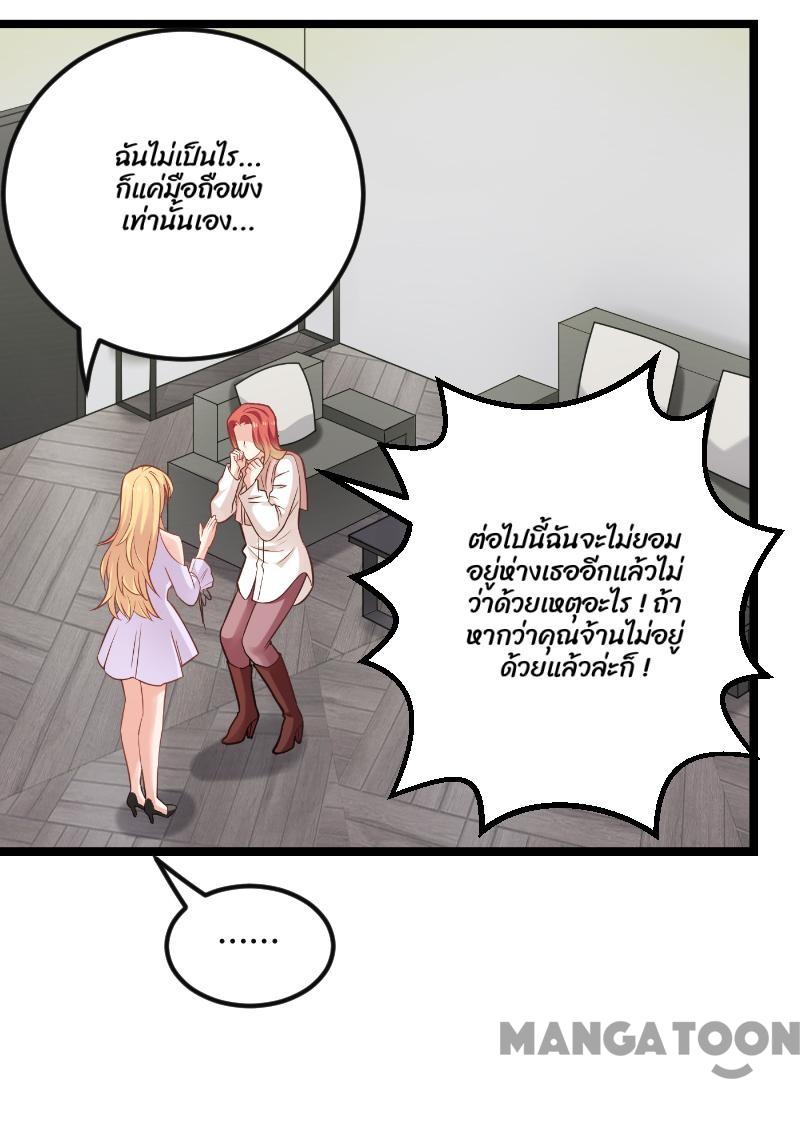 ฉันไม่เป็นไร...
ก็แค่มือถือพัง
เท่านั้นเอง...
ต่อไปนี้ฉันจะไม่ยอม
อยู่ห่างเธออีกแล้วไม่
ว่าด้วยเหตุอะไร ! ถ้า
หากว่าคุณจ้านไม่อยู่
ด้วยแล้วล่ะก็ !
......
MANGATOON